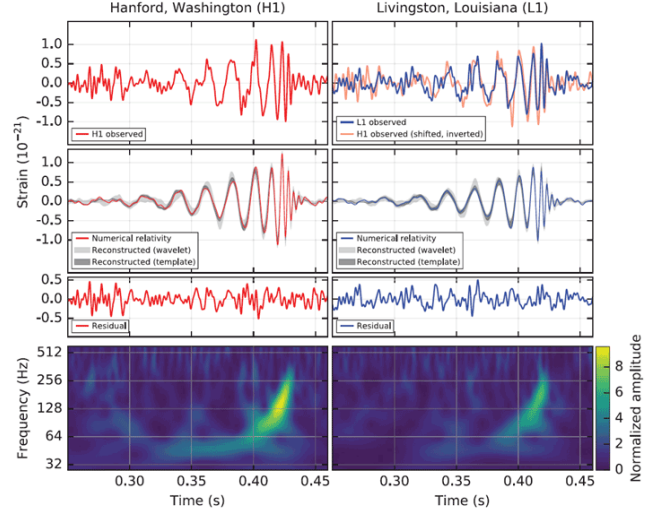 Hanford, Washington (H1)
Livingston, Louisiana (L1)
Strain (10⁻²¹)
1.0
0.5
0.0
-0.5
-1.0
H1 observed
L1 observed
H1 observed (shifted, inverted)
1.0
0.5
0.0
-0.5
-1.0
Numerical relativity
Reconstructed (wavelet)
Reconstructed (template)
Numerical relativity
Reconstructed (wavelet)
Reconstructed (template)
0.5
0.0
-0.5
Residual
Residual
Frequency (Hz)
512
256
128
64
32
0.30
0.35
0.40
0.45
0.30
0.35
0.40
0.45
Time (s)
Time (s)
8
6
4
2
0
Normalized amplitude